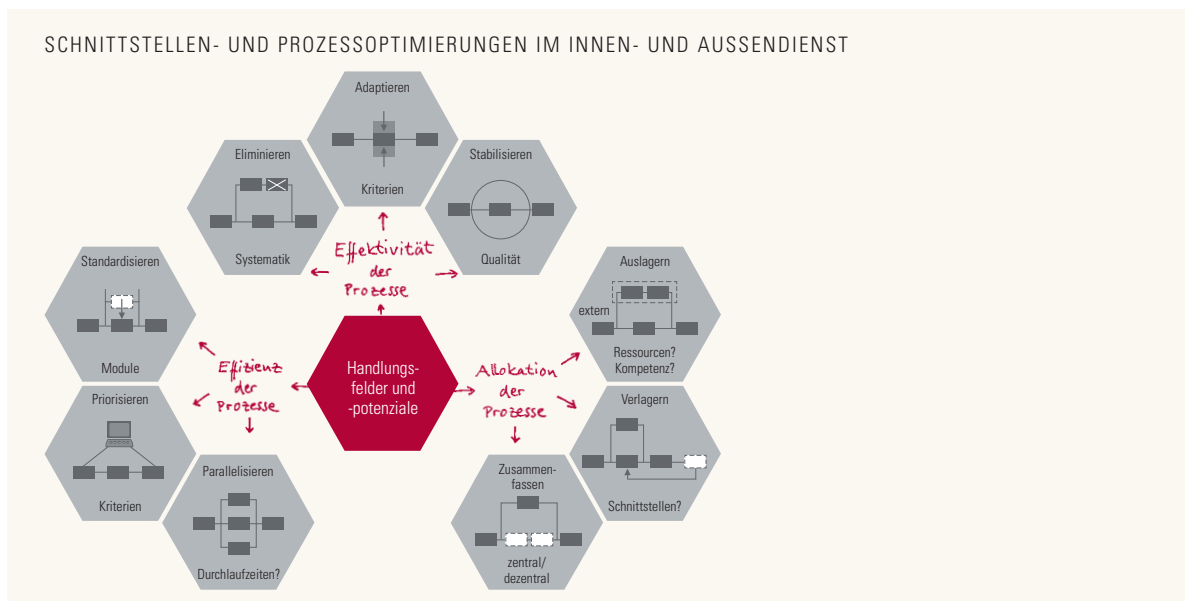 SCHNITTSTELLEN- UND PROZESSOPTIMIERUNGEN IM INNEN- UND AUSSENDIENST
Adaptieren
Kriterien
Eliminieren
Systematik
Stabilisieren
Qualität
Effektivität
der
Prozesse
Standardisieren
Module
Priorisieren
Kriterien
Parallelisieren
Durchlaufzeiten?
Effizienz
der
Prozesse
Handlungs-
felder und
-potenziale
Allokation
der
Prozesse
Auslagern
extern
Ressourcen?
Kompetenz?
Verlagern
Schnittstellen?
Zusammen-
fassen
zentral/
dezentral